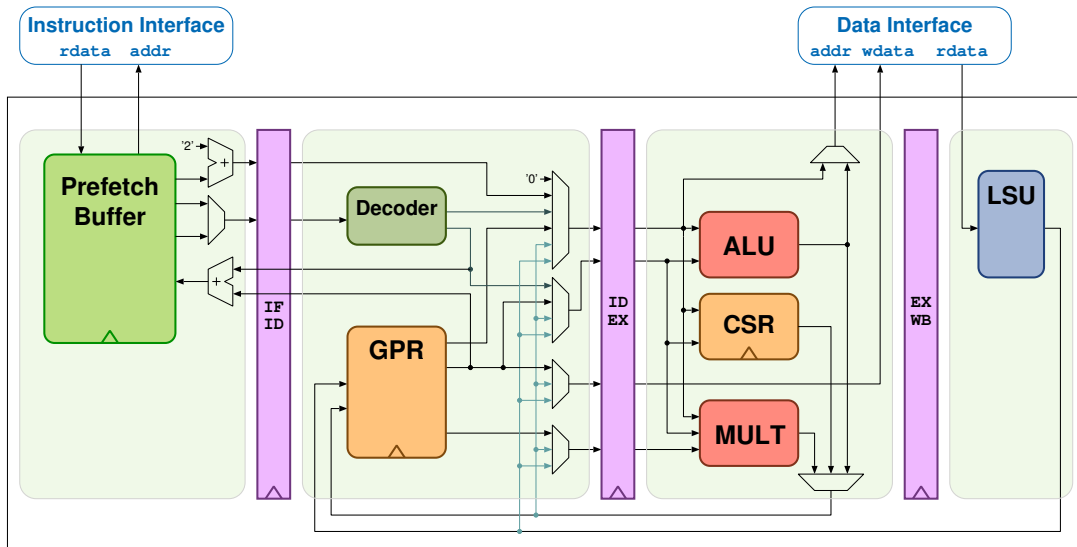 Instruction Interface
rdata addr
Data Interface
addr wdata rdata
'2'
+
Prefetch
Buffer
+
IF
ID
'0'
Decoder
GPR
ID
EX
ALU
CSR
MULT
EX
WB
LSU